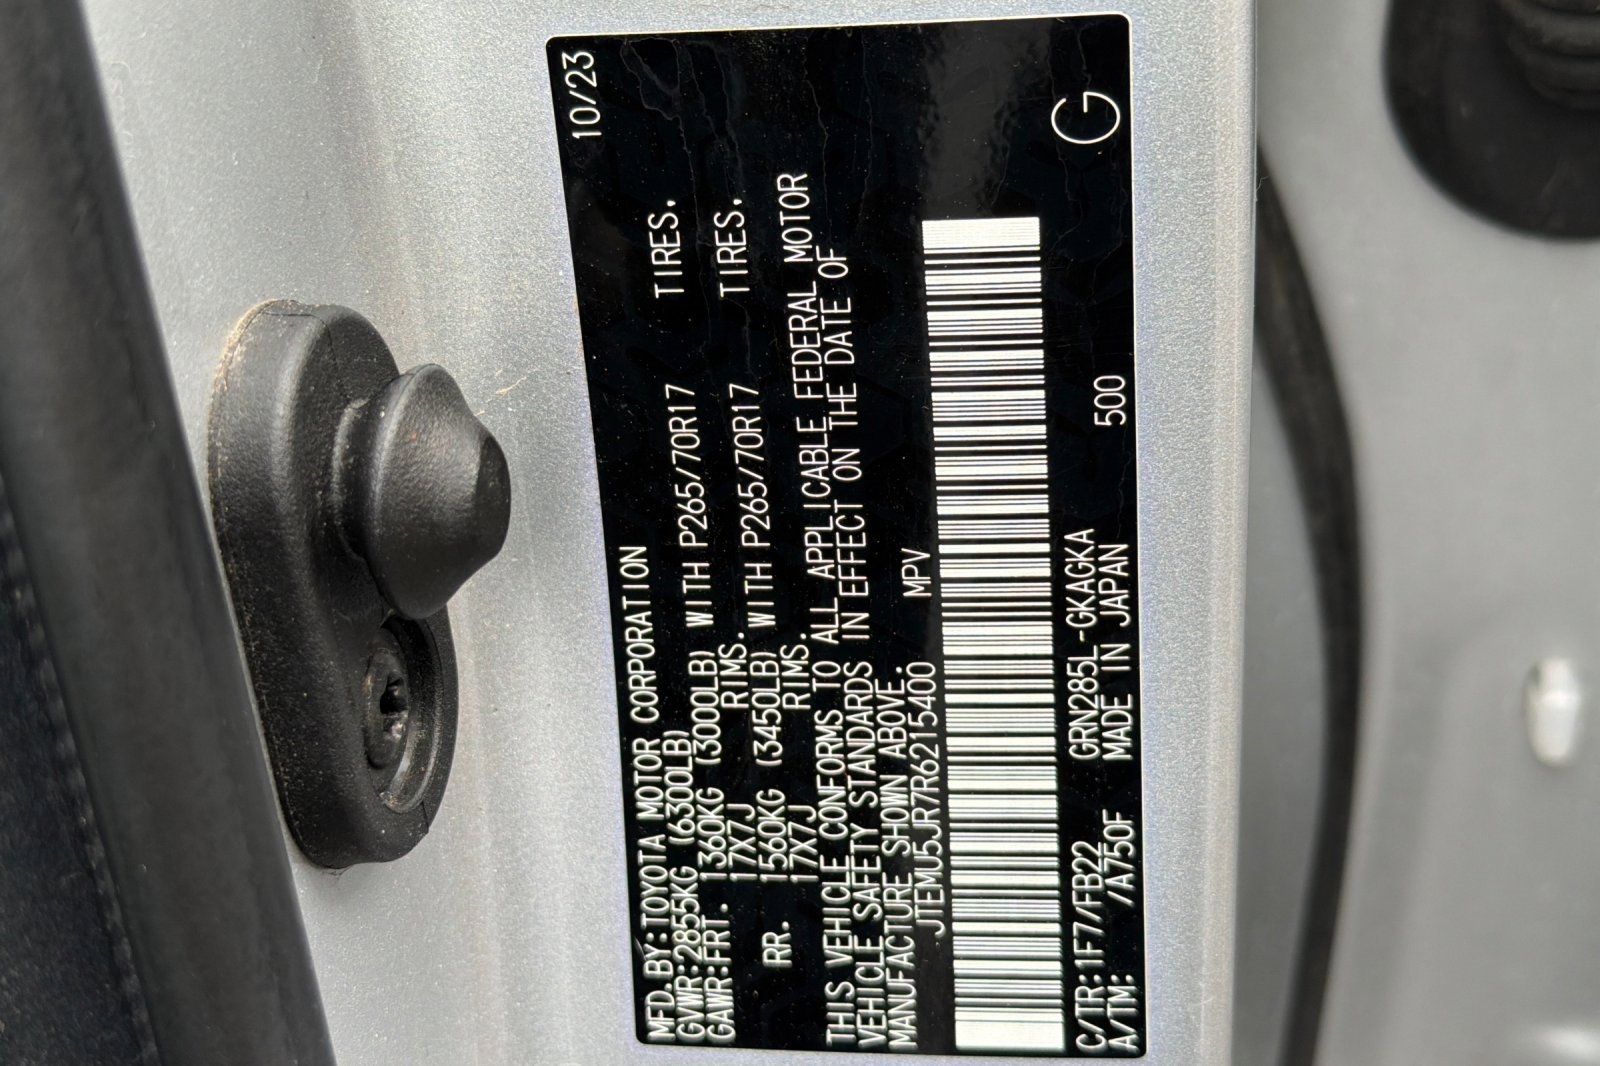 MFD.BY:TOYOTA MOTOR CORPORATION 10/23
GVWR:2855KG (6300LB)
GAWR:FRT. 1360KG (3000LB) WITH P265/70R17 TIRES.
17X7J RIMS.
RR. 1560KG (3450LB) WITH P265/70R17 TIRES.
17X7J RIMS.
THIS VEHICLE CONFORMS TO ALL APPLICABLE FEDERAL MOTOR
VEHICLE SAFETY STANDARDS IN EFFECT ON THE DATE OF
MANUFACTURE SHOWN ABOVE.
JTEMU5JR7R6215400 MPV
C/TR:1F7/FB22 GRN285L-GKAGKA G
A/TM: /A750F MADE IN JAPAN 500